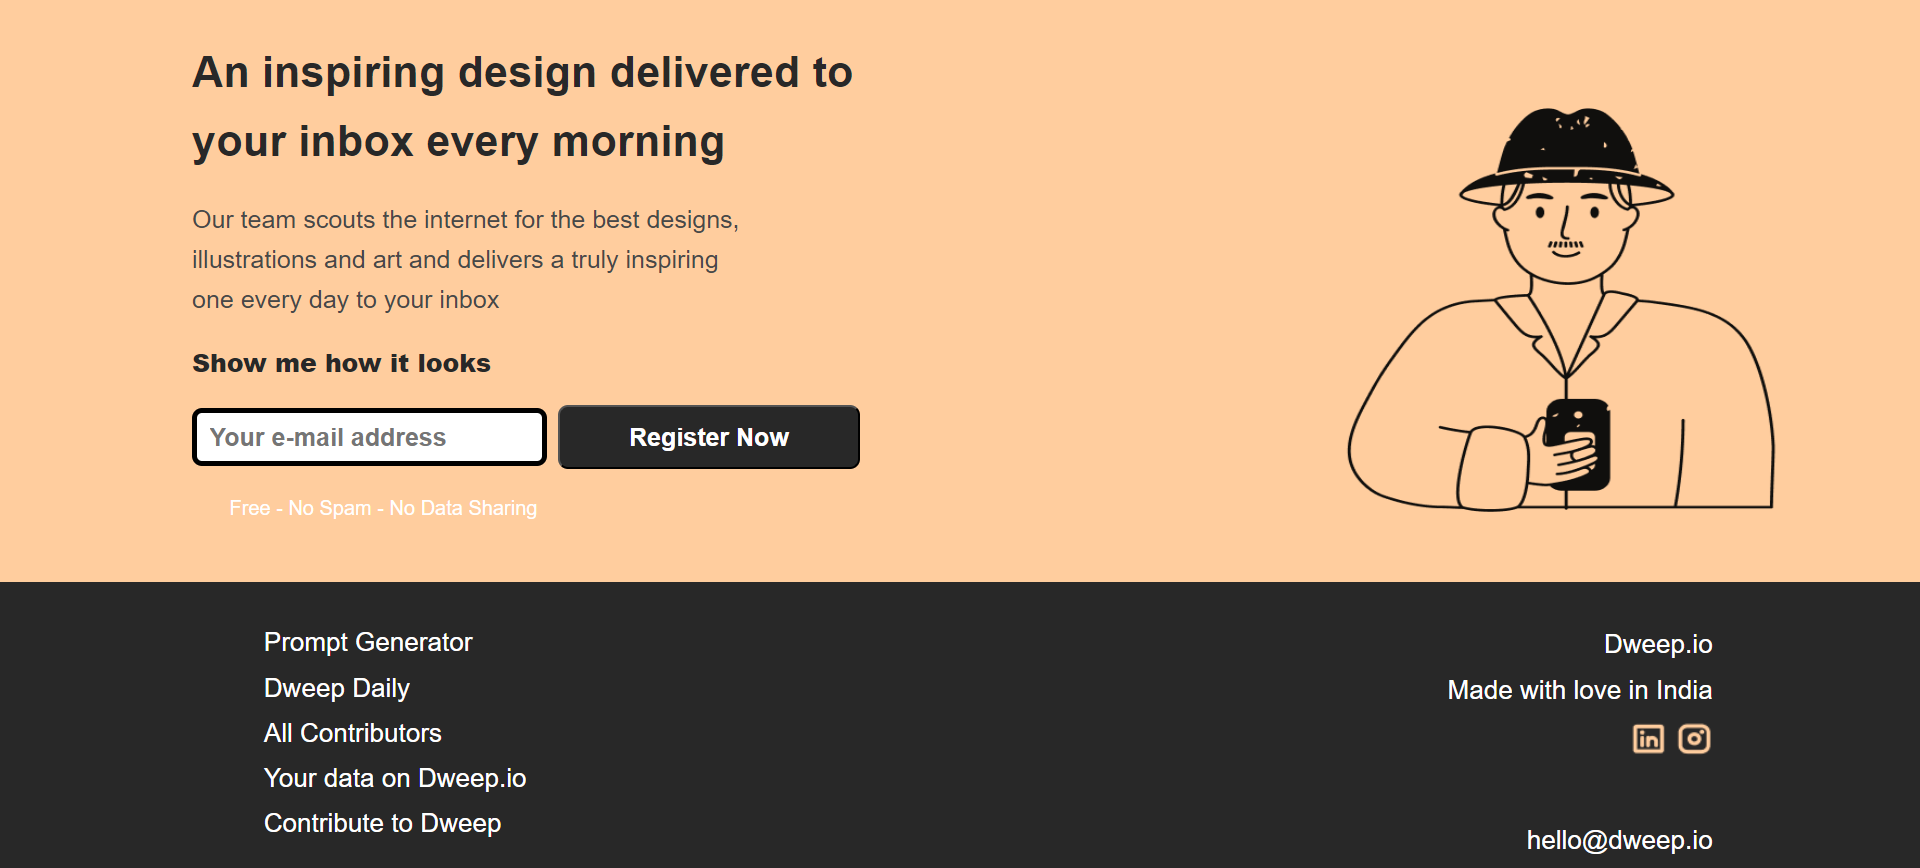 An inspiring design delivered to
your inbox every morning
Our team scouts the internet for the best designs,
illustrations and art and delivers a truly inspiring
one every day to your inbox
Show me how it looks
Your e-mail address
Register Now
Free - No Spam - No Data Sharing
Prompt Generator
Dweep Daily
All Contributors
Your data on Dweep.io
Contribute to Dweep
Dweep.io
Made with love in India
in
hello@dweep.io